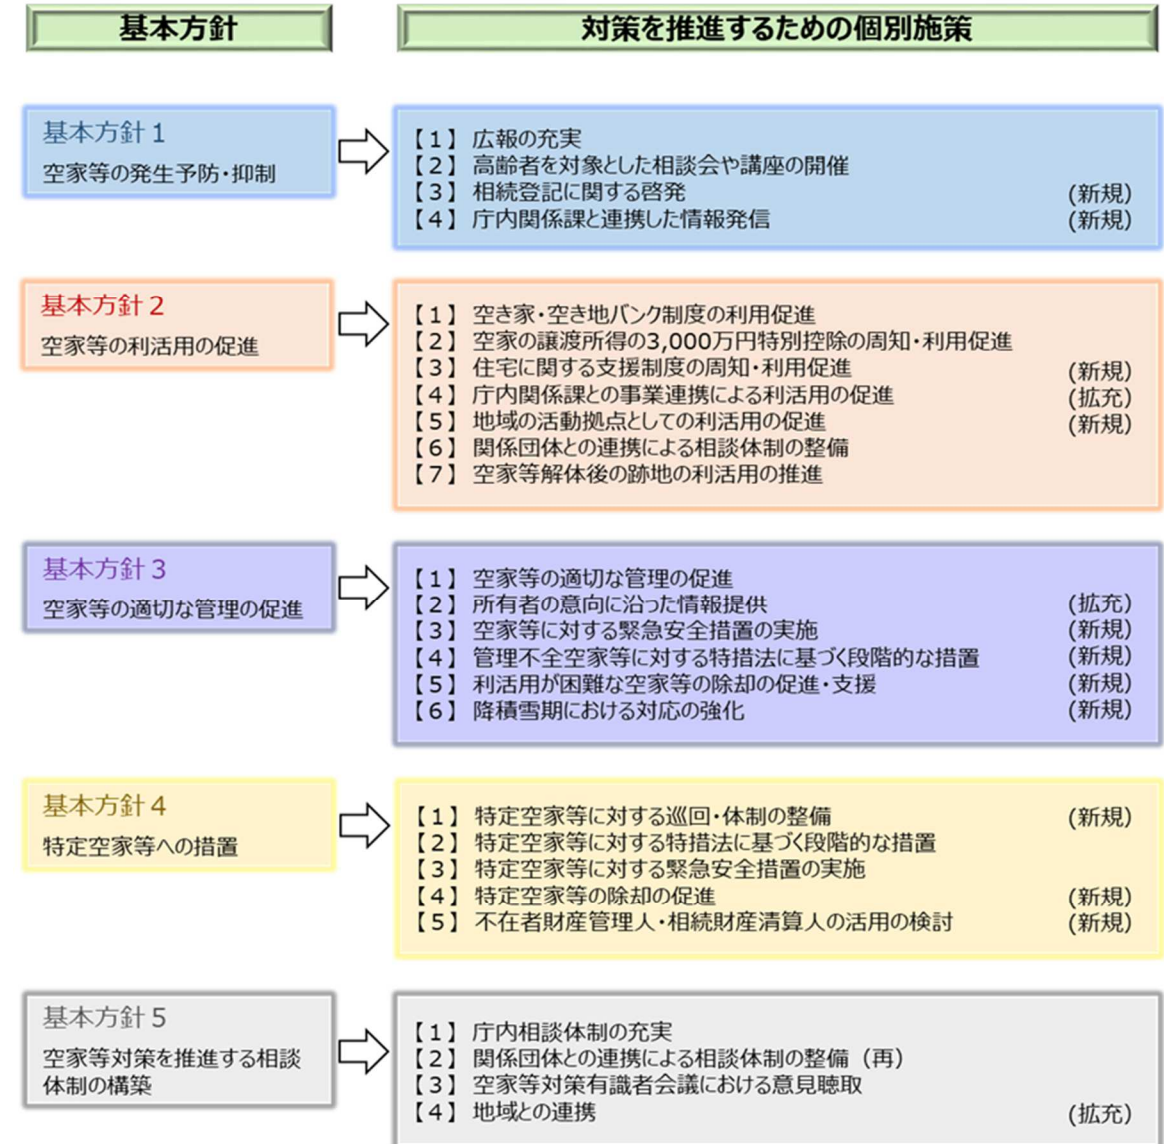 基本方針
対策を推進するための個別施策
基本方針1
空家等の発生予防・抑制
【1】広報の充実
【2】高齢者を対象とした相談会や講座の開催
【3】相続登記に関する啓発 (新規)
【4】庁内関係課と連携した情報発信 (新規)
基本方針2
空家等の利活用の促進
【1】空き家・空き地バンク制度の利用促進
【2】空家の譲渡所得の3,000万円特別控除の周知・利用促進
【3】住宅に関する支援制度の周知・利用促進 (新規)
【4】庁内関係課との事業連携による利活用の促進 (拡充)
【5】地域の活動拠点としての利活用の促進 (新規)
【6】関係団体との連携による相談体制の整備
【7】空家等解体後の跡地の利活用の推進
基本方針3
空家等の適切な管理の促進
【1】空家等の適切な管理の促進
【2】所有者の意向に沿った情報提供 (拡充)
【3】空家等に対する緊急安全措置の実施 (新規)
【4】管理不全空家等に対する特措法に基づく段階的な措置 (新規)
【5】利活用が困難な空家等の除却の促進・支援 (新規)
【6】降積雪期における対応の強化 (新規)
基本方針4
特定空家等への措置
【1】特定空家等に対する巡回・体制の整備 (新規)
【2】特定空家等に対する特措法に基づく段階的な措置
【3】特定空家等に対する緊急安全措置の実施
【4】特定空家等の除却の促進 (新規)
【5】不在者財産管理人・相続財産清算人の活用の検討 (新規)
基本方針5
空家等対策を推進する相談
体制の構築
【1】庁内相談体制の充実
【2】関係団体との連携による相談体制の整備（再）
【3】空家等対策有識者会議における意見聴取
【4】地域との連携 (拡充)